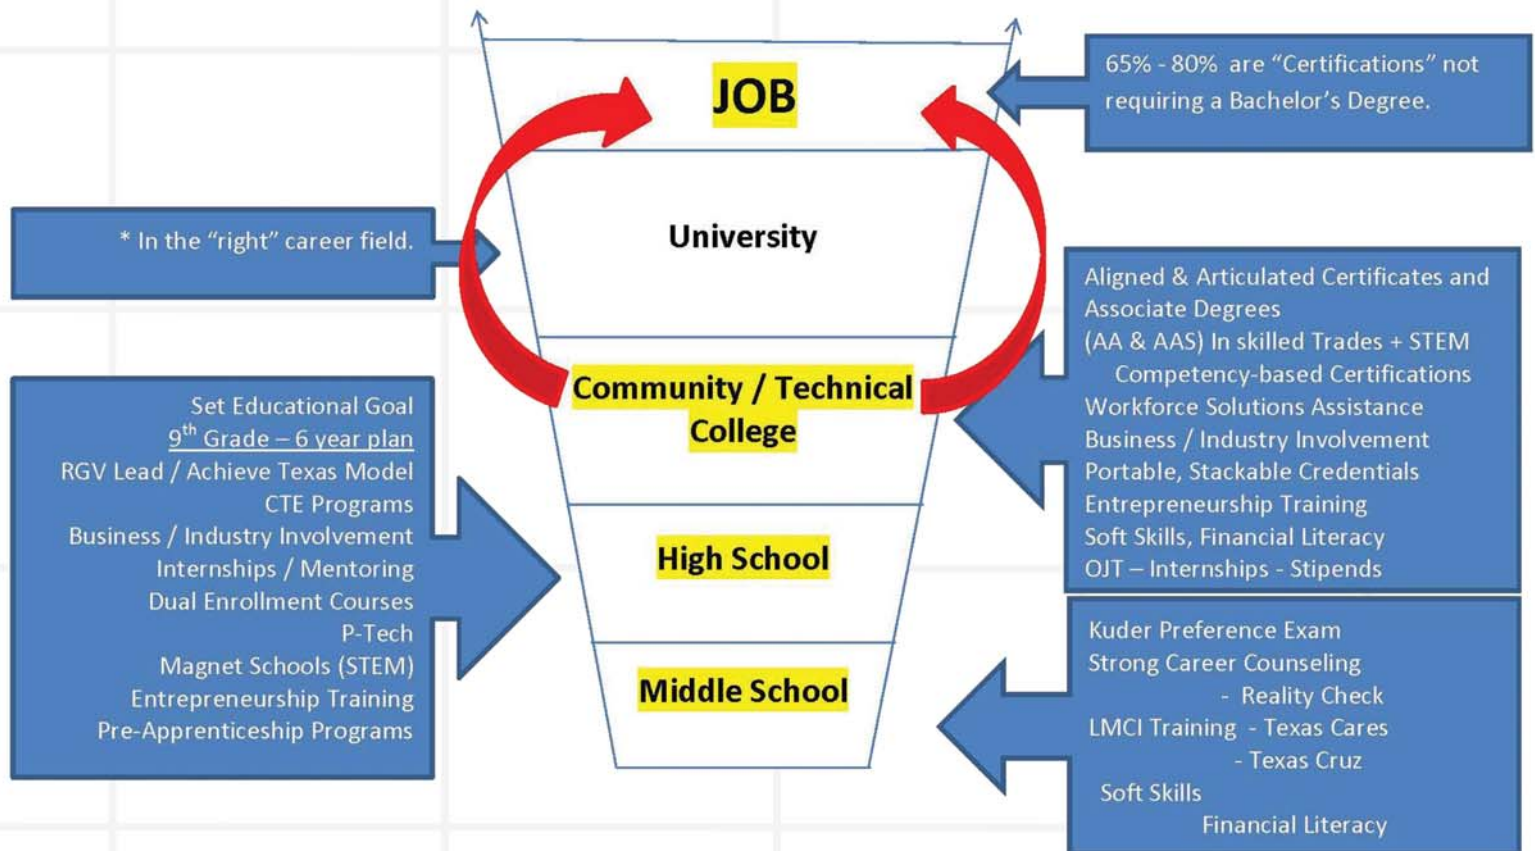 JOB
65% - 80% are “Certifications” not
requiring a Bachelor’s Degree.
University
* In the “right” career field.
Community / Technical
College
Aligned & Articulated Certificates and
Associate Degrees
(AA & AAS) In skilled Trades + STEM
Competency-based Certifications
Workforce Solutions Assistance
Business / Industry Involvement
Portable, Stackable Credentials
Entrepreneurship Training
Soft Skills, Financial Literacy
OJT – Internships - Stipends
Set Educational Goal
9th Grade – 6 year plan
RGV Lead / Achieve Texas Model
CTE Programs
Business / Industry Involvement
Internships / Mentoring
Dual Enrollment Courses
P-Tech
Magnet Schools (STEM)
Entrepreneurship Training
Pre-Apprenticeship Programs
High School
Middle School
Kuder Preference Exam
Strong Career Counseling
- Reality Check
LMCI Training - Texas Cares
- Texas Cruz
Soft Skills
Financial Literacy